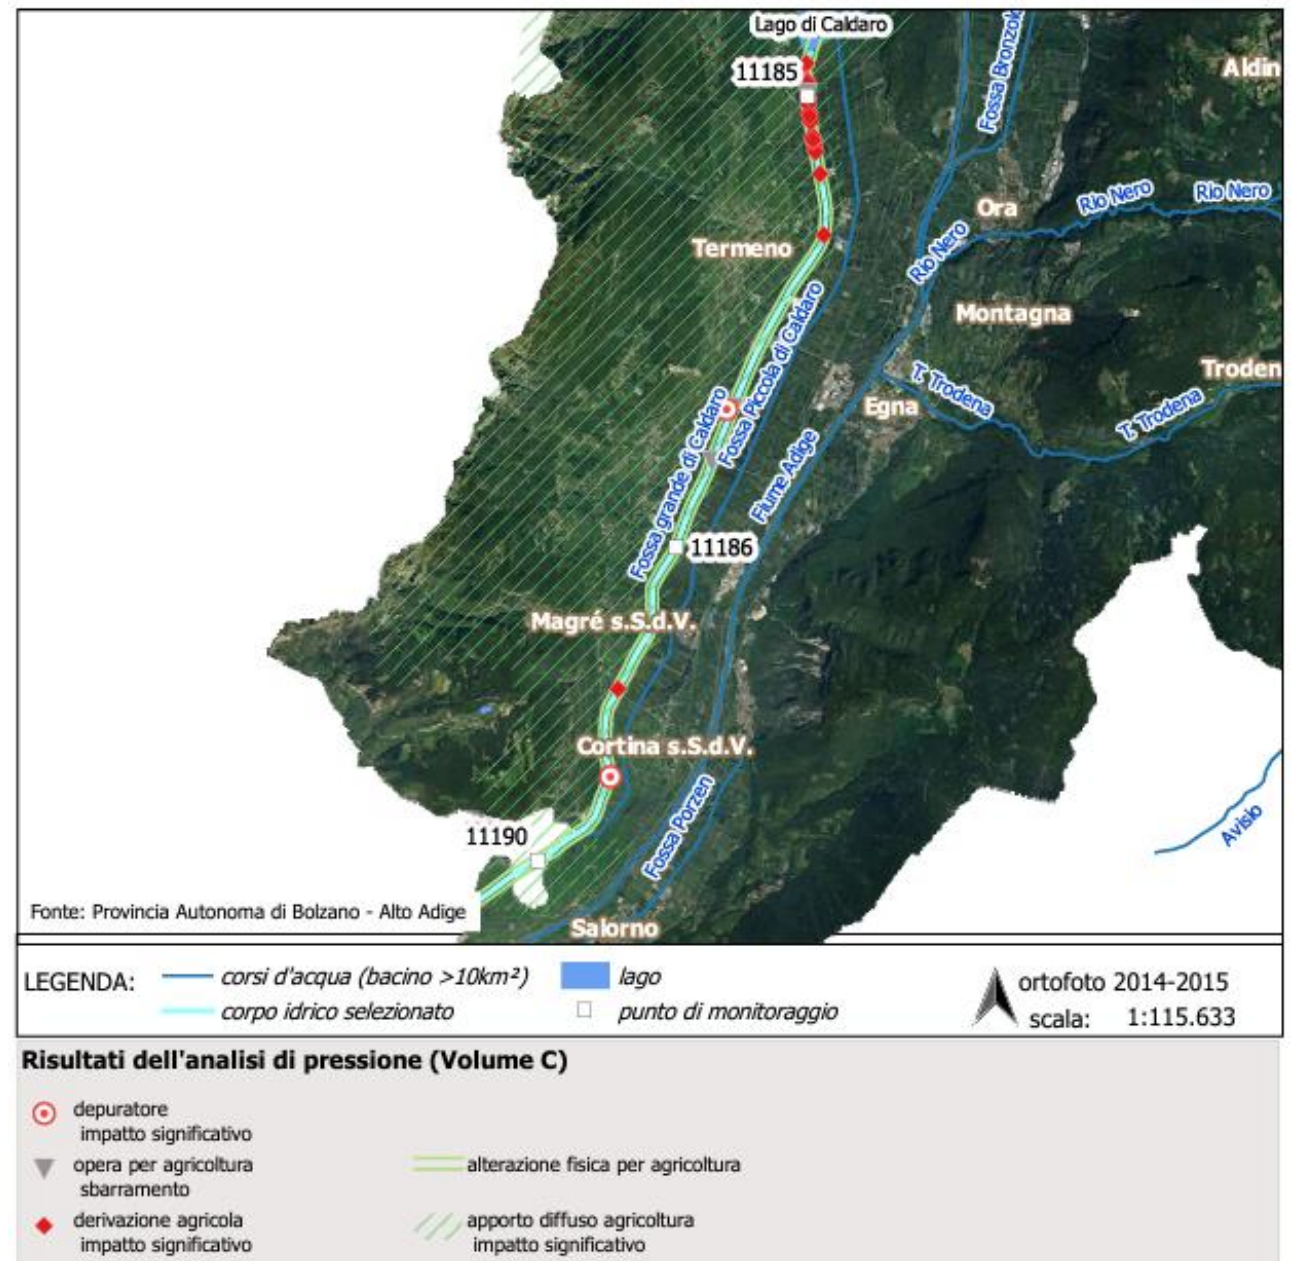 Lago di Caldaro
11185
Fossa Bronzolo
Aldin
Ora
Rio Nero
Rio Nero
Rio Nero
Termeno
Montagna
Troden
T. Trodena
T. Trodena
Egna
Fossa Piccola di Caldaro
Fossa grande di Caldaro
Fiume Adige
11186
Magré s.S.d.V.
Cortina s.S.d.V.
Fossa Porzen
Avisio
11190
Salorno
Fonte: Provincia Autonoma di Bolzano - Alto Adige
LEGENDA:
corsi d'acqua (bacino >10km²)
corpo idrico selezionato
lago
punto di monitoraggio
ortofoto 2014-2015
scala: 1:115.633
Risultati dell'analisi di pressione (Volume C)
depuratore
impatto significativo
opera per agricoltura
sbarramento
derivazione agricola
impatto significativo
alterazione fisica per agricoltura
apporto diffuso agricoltura
impatto significativo